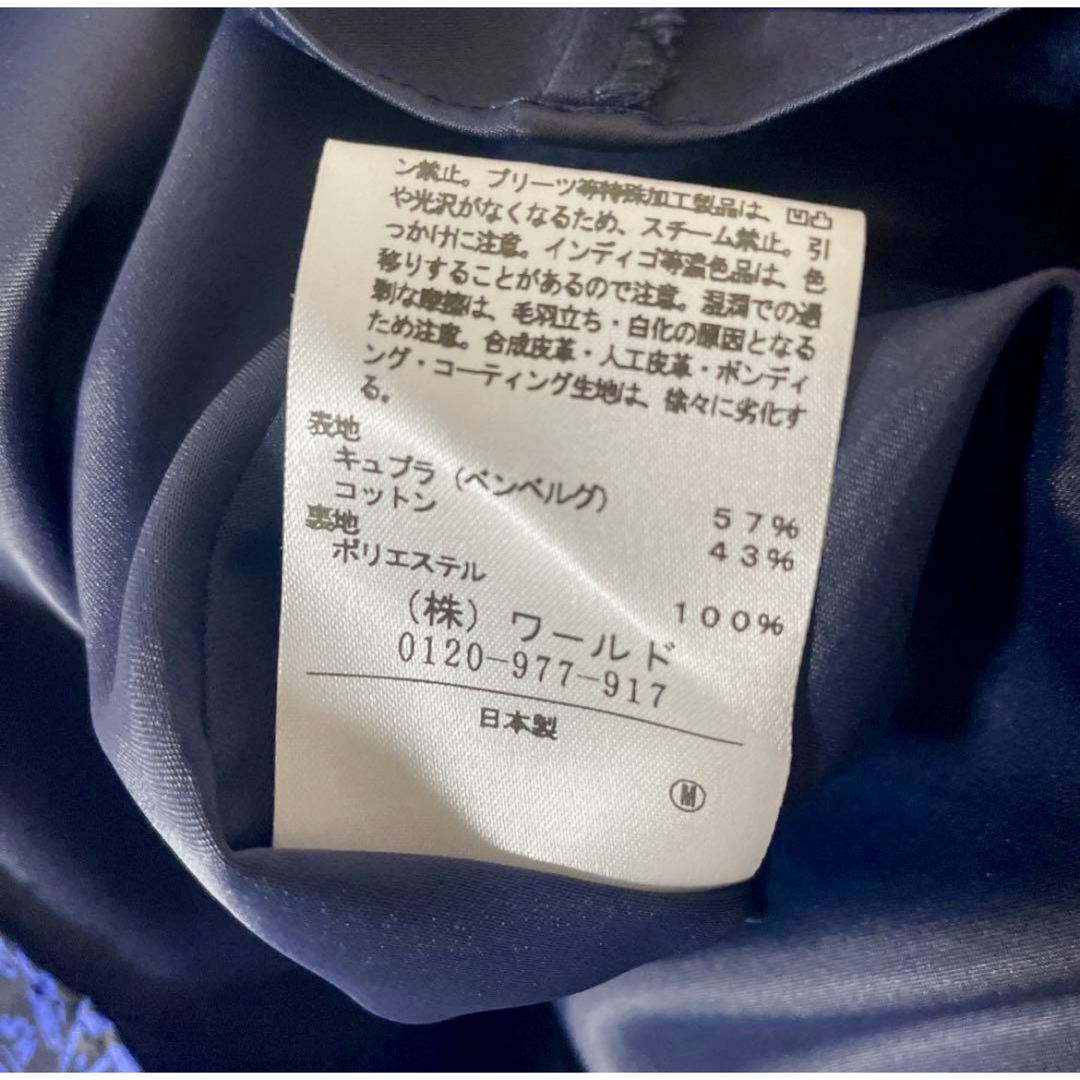 ン禁止。プリーツ等特殊加工製品は、凹凸
や光沢がなくなるため、スチーム禁止。引
っかけに注意。インディゴ等濃色品は、色
移りすることがあるので注意。湿潤での過
剰な摩擦は、毛羽立ち・白化の原因となる
ため注意。合成皮革・人工皮革・ボンディ
ング・コーティング生地は、徐々に劣化す
る。
表地
キュプラ（ベンベルグ） 57%
コットン 43%
裏地
ポリエステル 100%
（株）ワールド
0120-977-917
日本製
Ⓜ